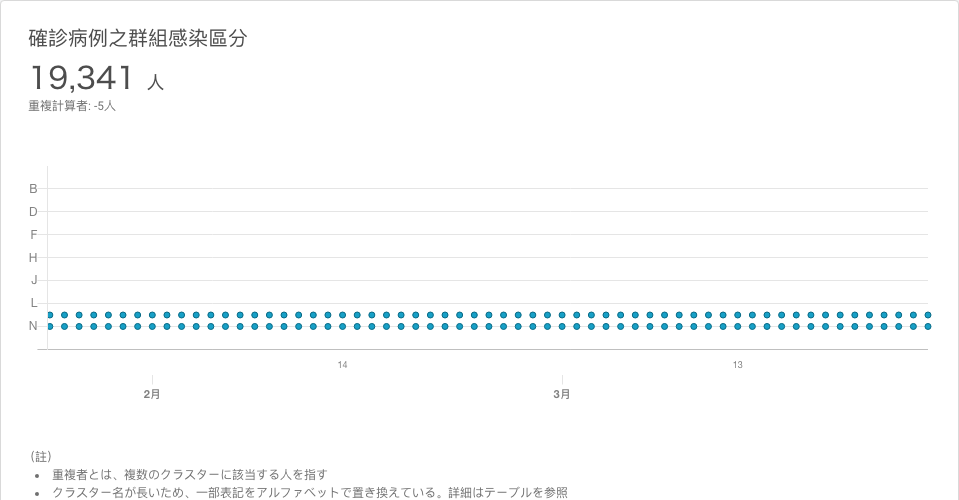 確診病例之群組感染區分
19,341 人
重複計算者: -5人
B
D
F
H
J
L
N
14
13
2月
3月
（註）
• 重複者とは、複数のクラスターに該当する人を指す
• クラスター名が長いため、一部表記をアルファベットで置き換えている。詳細はテーブルを参照